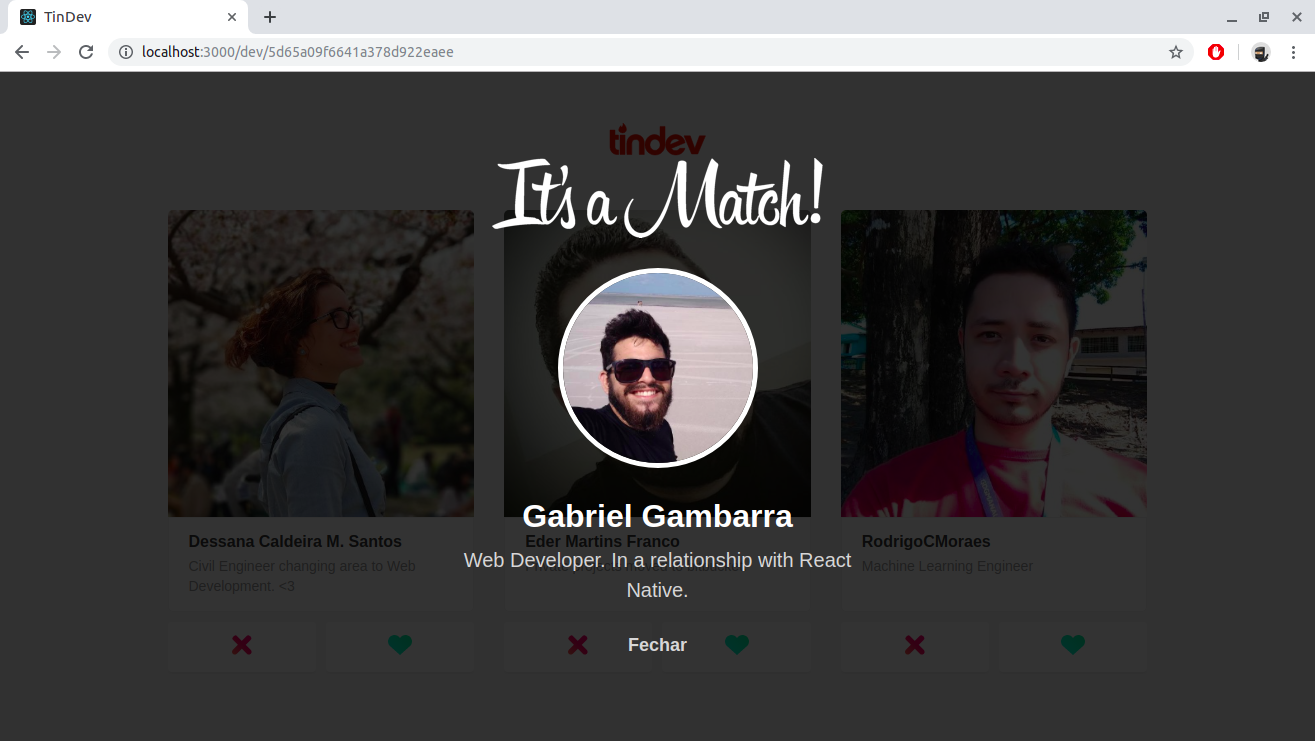 TinDev
localhost:3000/dev/5d65a09f6641a378d922eaee
tindev
It's a Match!
Gabriel Gambarra
Dessana Caldeira M. Santos
Eder Martins Franco
RodrigoCMoraes
Web Developer. In a relationship with React
Native.
Civil Engineer changing area to Web
Development. <3
Machine Learning Engineer
Fechar